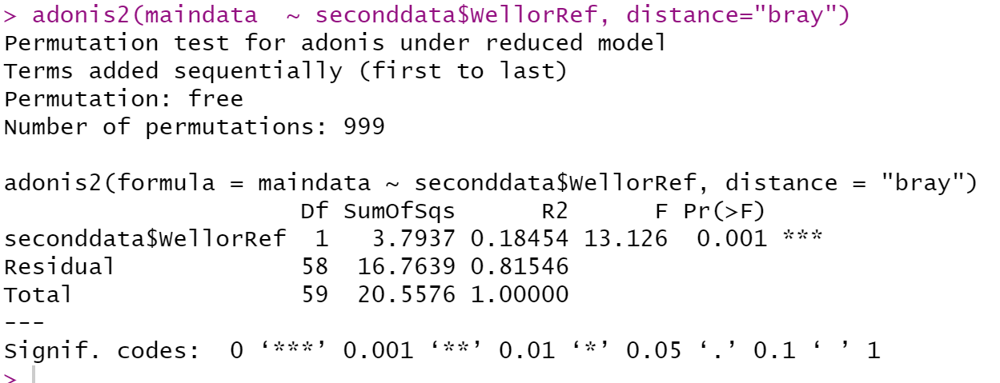 > adonis2(maindata  ~ seconddata$WellorRef, distance="bray")
Permutation test for adonis under reduced model
Terms added sequentially (first to last)
Permutation: free
Number of permutations: 999

adonis2(formula = maindata ~ seconddata$WellorRef, distance = "bray")
                     Df SumOfSqs      R2      F Pr(>F)
seconddata$WellorRef  1   3.7937 0.18454 13.126  0.001 ***
Residual             58  16.7639 0.81546
Total                59  20.5576 1.00000
---
Signif. codes:  0 ‘***’ 0.001 ‘**’ 0.01 ‘*’ 0.05 ‘.’ 0.1 ‘ ’ 1
>